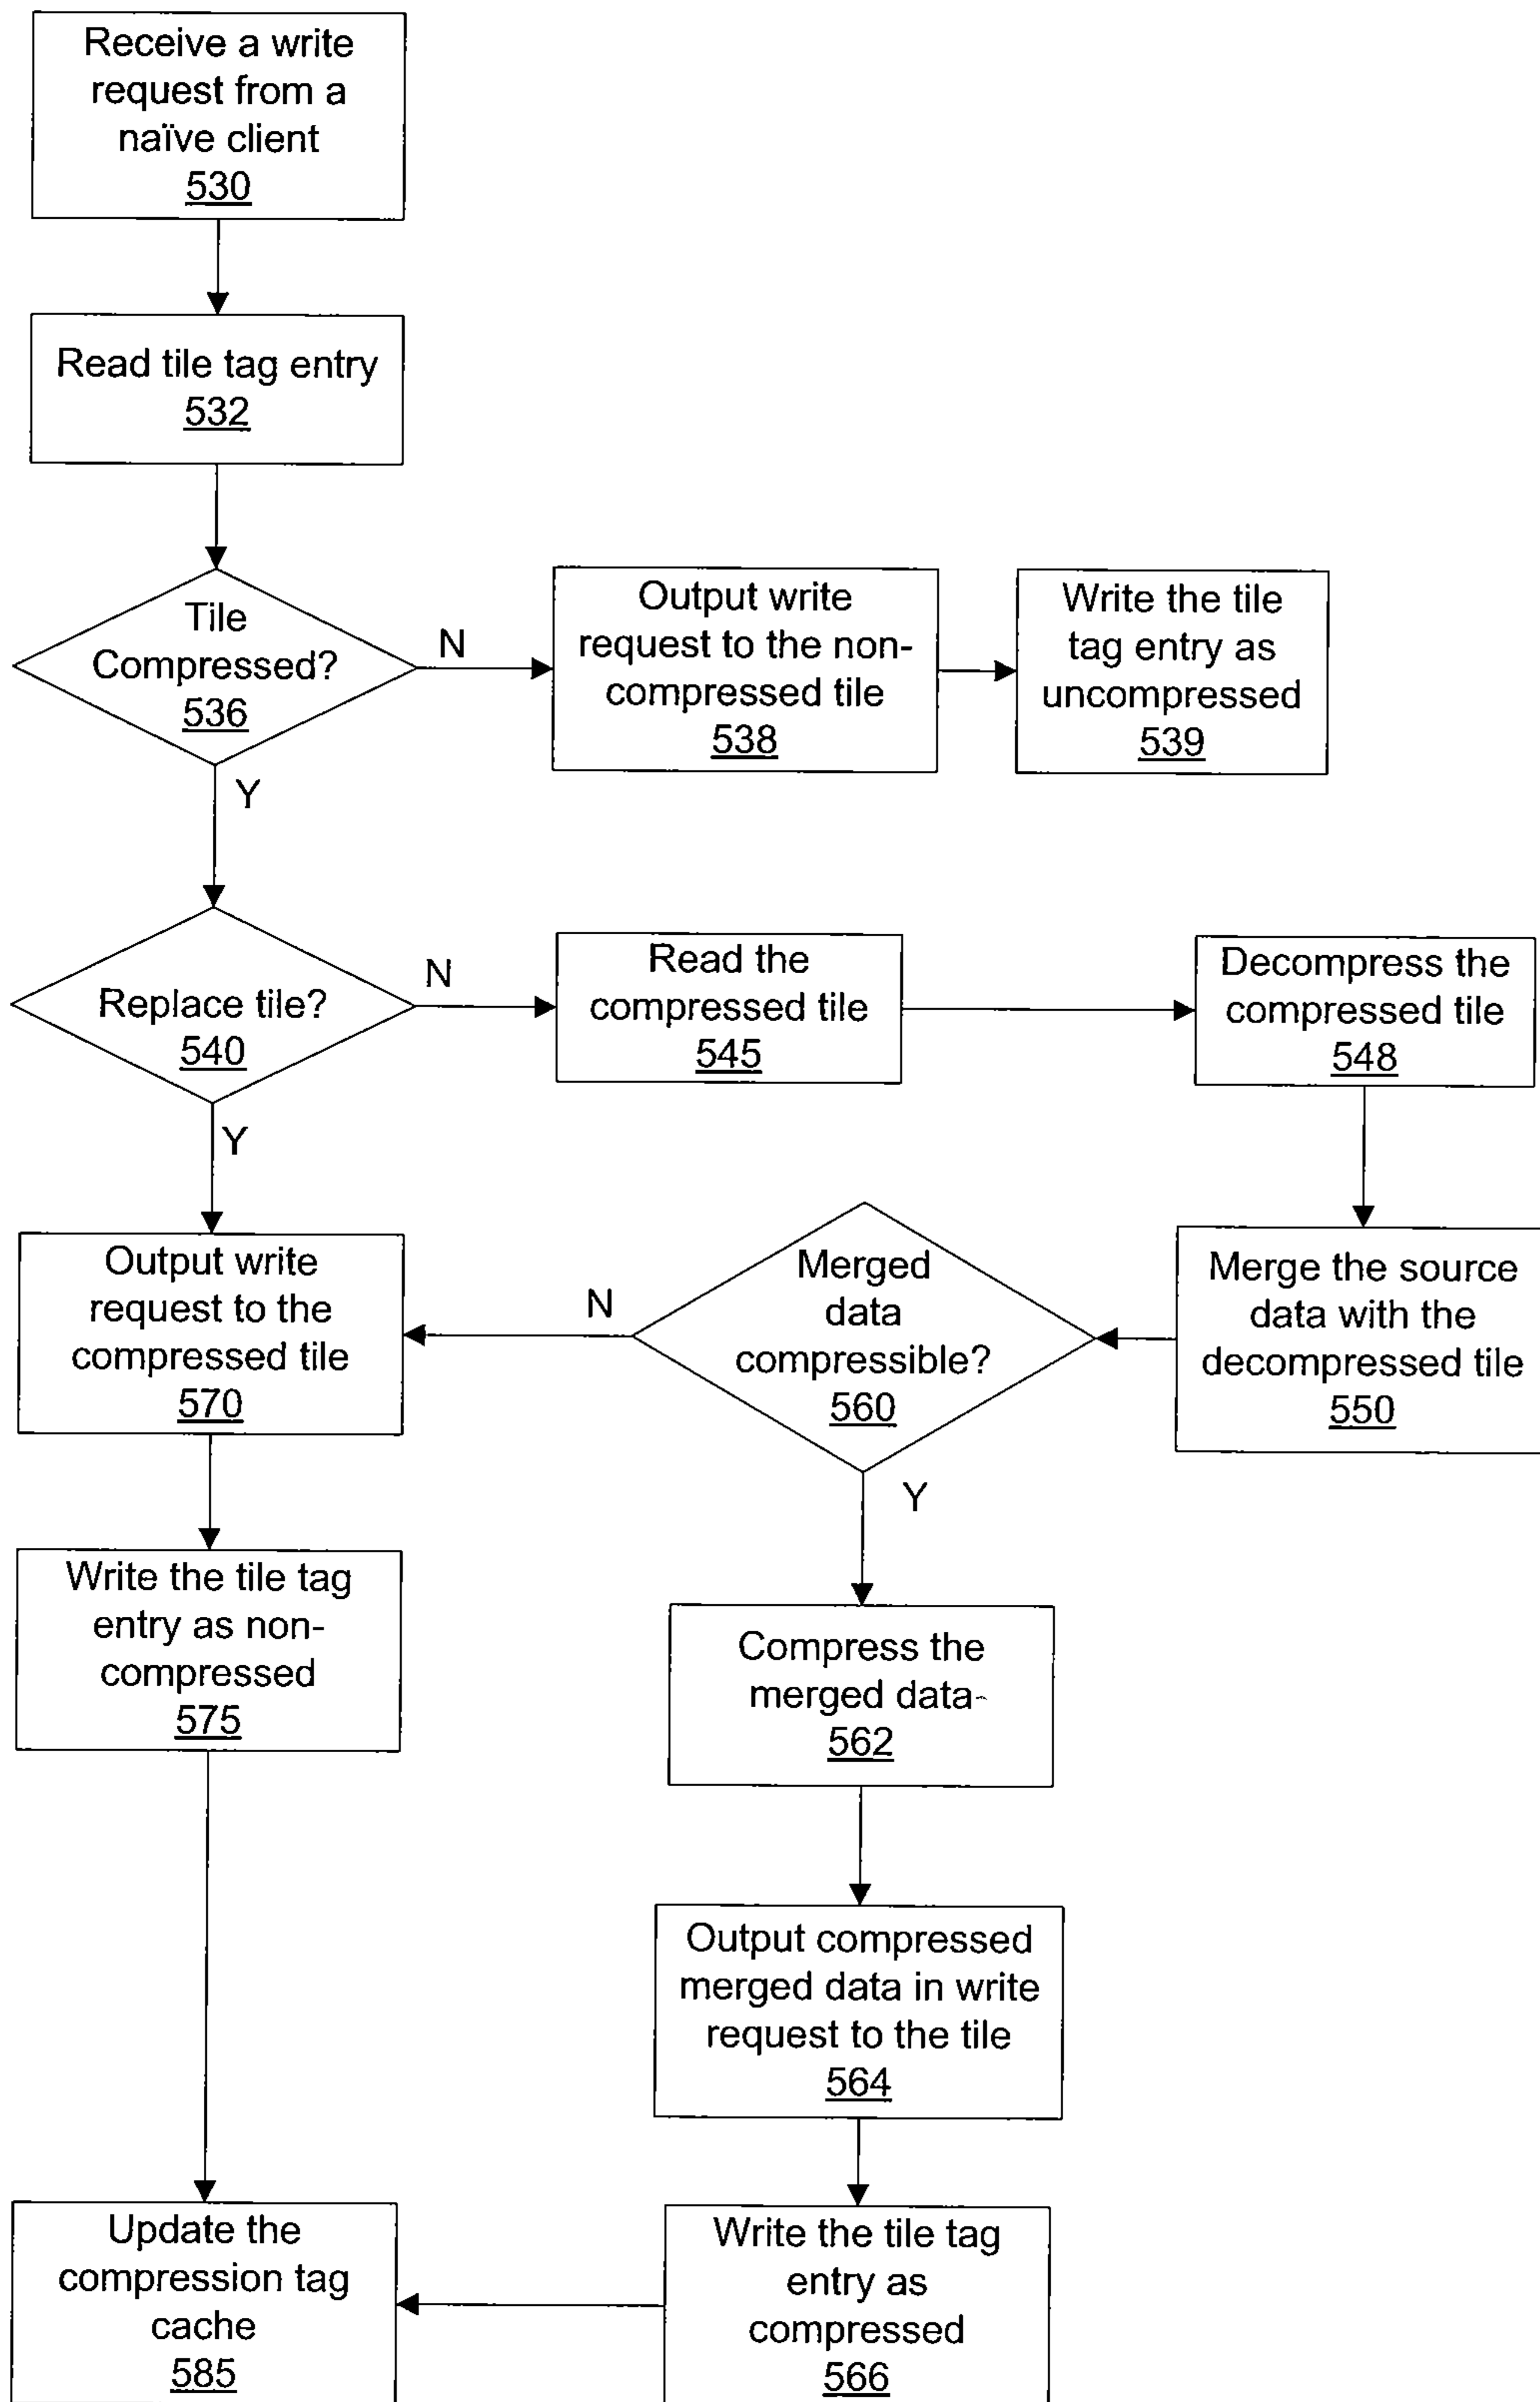 Receive a write
request from a
naïve client
530
Read tile tag entry
532
Tile
Compressed?
536
N
Output write
request to the non-
compressed tile
538
Write the tile
tag entry as
uncompressed
539
Y
Replace tile?
540
N
Read the
compressed tile
545
Decompress the
compressed tile
548
Y
Output write
request to the
compressed tile
570
N
Merged
data
compressible?
560
Merge the source
data with the
decompressed tile
550
Y
Write the tile tag
entry as non-
compressed
575
Compress the
merged data
562
Output compressed
merged data in write
request to the tile
564
Update the
compression tag
cache
585
Write the tile tag
entry as
compressed
566